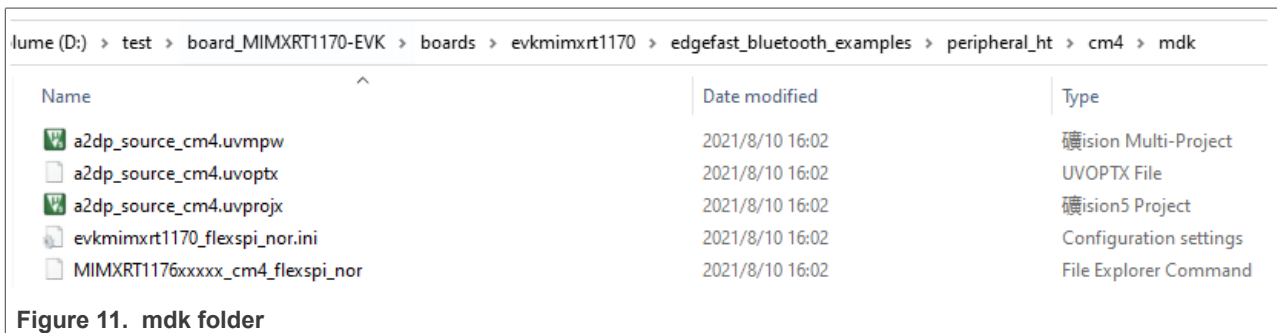 lume (D:) > test > board_MIMXRT1170-EVK > boards > evkmimxrt1170 > edgefast_bluetooth_examples > peripheral_ht > cm4 > mdk
Name Date modified Type
a2dp_source_cm4.uvmpw 2021/8/10 16:02 礦ision Multi-Project
a2dp_source_cm4.uvoptx 2021/8/10 16:02 UVOPTX File
a2dp_source_cm4.uvprojx 2021/8/10 16:02 礦ision5 Project
evkmimxrt1170_flexspi_nor.ini 2021/8/10 16:02 Configuration settings
MIMXRT1176xxxxx_cm4_flexspi_nor 2021/8/10 16:02 File Explorer Command
Figure 11. mdk folder